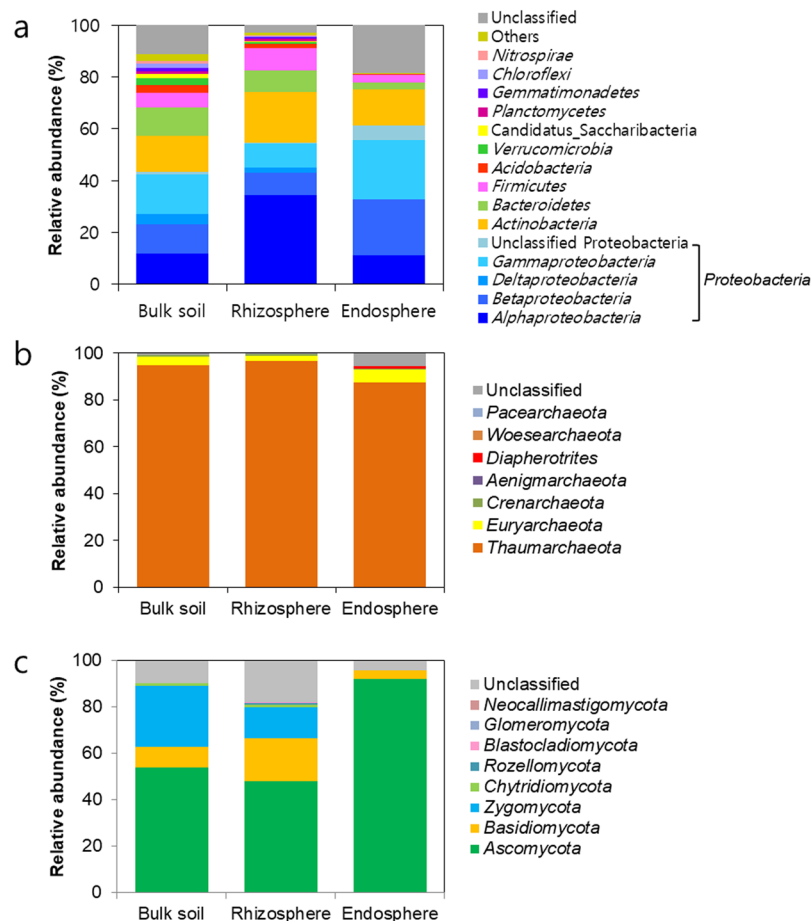 a
Relative abundance (%)
100
80
60
40
20
0
Bulk soil Rhizosphere Endosphere
Unclassified
Others
Nitrospirae
Chloroflexi
Gemmatimonadetes
Planctomycetes
Candidatus_Saccharibacteria
Verrucomicrobia
Acidobacteria
Firmicutes
Bacteroidetes
Actinobacteria
Unclassified Proteobacteria
Gammaproteobacteria
Deltaproteobacteria
Betaproteobacteria
Alphaproteobacteria
Proteobacteria
b
Relative abundance (%)
100
80
60
40
20
0
Bulk soil Rhizosphere Endosphere
Unclassified
Pacearchaeota
Woesearchaeota
Diapherotrites
Aenigmarchaeota
Crenarchaeota
Euryarchaeota
Thaumarchaeota
c
Relative abundance (%)
100
80
60
40
20
0
Bulk soil Rhizosphere Endosphere
Unclassified
Neocallimastigomycota
Glomeromycota
Blastocladiomycota
Rozellomycota
Chytridiomycota
Zygomycota
Basidiomycota
Ascomycota